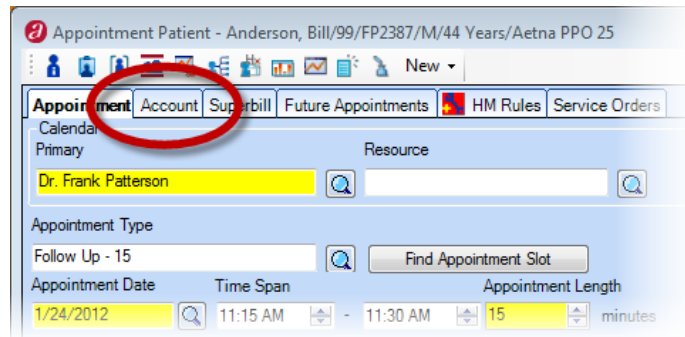 Appointment Patient - Anderson, Bill/99/FP2387/M/44 Years/Aetna PPO 25
New
Appointment Account Superbill Future Appointments HM Rules Service Orders
Calendar
Primary Resource
Dr. Frank Patterson
Appointment Type
Follow Up - 15 Find Appointment Slot
Appointment Date Time Span Appointment Length
1/24/2012 11:15 AM - 11:30 AM 15 minutes